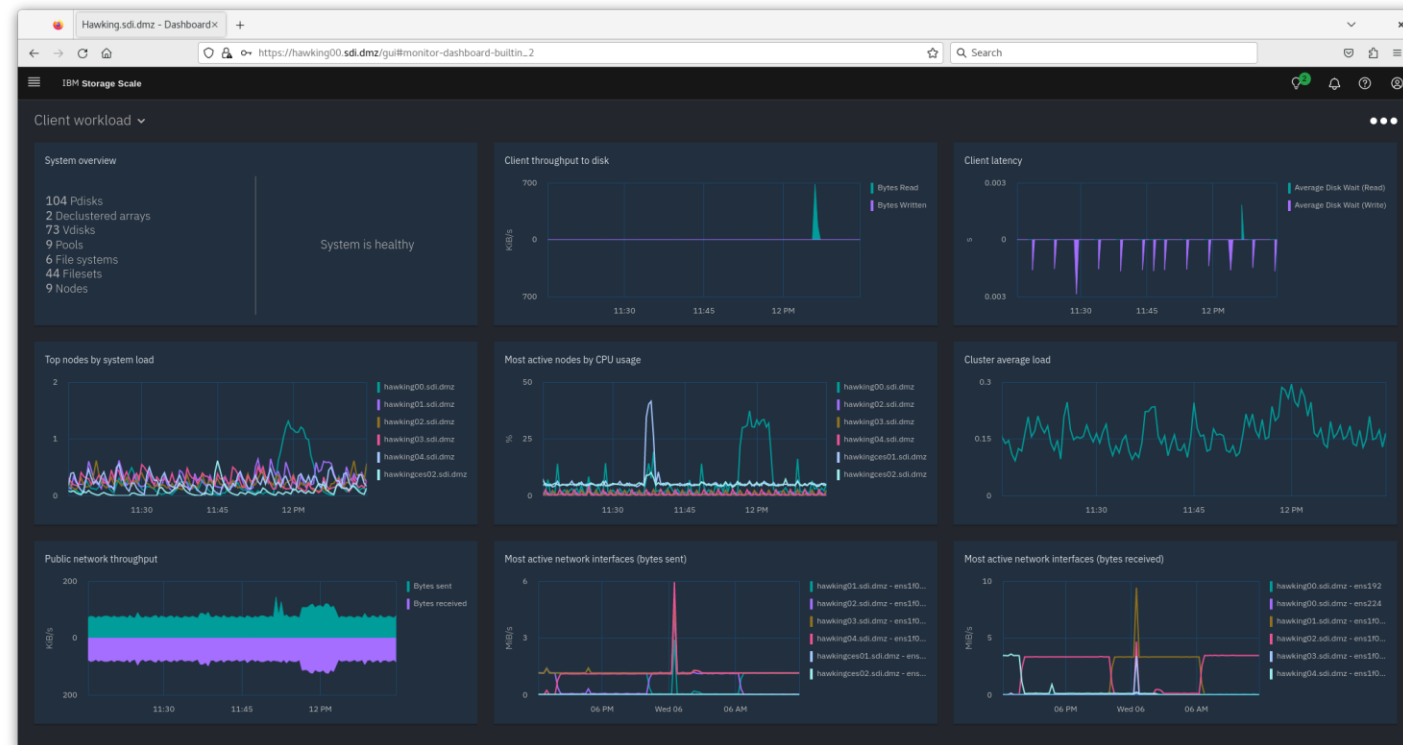 Hawking.sdi.dmz - Dashboard
https://hawking00.sdi.dmz/gui#monitor-dashboard-builtin_2
Search
IBM Storage Scale
2
Client workload
System overview
104 Pdisks
2 Declustered arrays
73 Vdisks
9 Pools
6 File systems
44 Filesets
9 Nodes
System is healthy
Client throughput to disk
700
0
700
KiB/s
11:30
11:45
12 PM
Bytes Read
Bytes Written
Client latency
0.003
0
0.003
s
11:30
11:45
12 PM
Average Disk Wait (Read)
Average Disk Wait (Write)
Top nodes by system load
2
1
0
11:30
11:45
12 PM
hawking00.sdi.dmz
hawking01.sdi.dmz
hawking02.sdi.dmz
hawking03.sdi.dmz
hawking04.sdi.dmz
hawkingces02.sdi.dmz
Most active nodes by CPU usage
50
25
0
%
11:30
11:45
12 PM
hawking00.sdi.dmz
hawking02.sdi.dmz
hawking03.sdi.dmz
hawking04.sdi.dmz
hawkingces01.sdi.dmz
hawkingces02.sdi.dmz
Cluster average load
0.3
0.15
0
11:30
11:45
12 PM
Public network throughput
200
0
200
KiB/s
11:30
11:45
12 PM
Bytes sent
Bytes received
Most active network interfaces (bytes sent)
6
3
0
MiB/s
06 PM
Wed 06
06 AM
hawking01.sdi.dmz - ens1f0...
hawking02.sdi.dmz - ens1f0...
hawking03.sdi.dmz - ens1f0...
hawking04.sdi.dmz - ens1f0...
hawkingces01.sdi.dmz - ens...
hawkingces02.sdi.dmz - ens...
Most active network interfaces (bytes received)
10
5
0
MiB/s
06 PM
Wed 06
06 AM
hawking00.sdi.dmz - ens192
hawking00.sdi.dmz - ens224
hawking01.sdi.dmz - ens1f0...
hawking02.sdi.dmz - ens1f0...
hawking03.sdi.dmz - ens1f0...
hawking04.sdi.dmz - ens1f0...